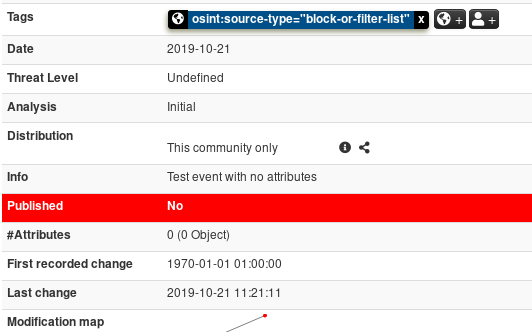 Tags osint:source-type="block-or-filter-list" x + +
Date 2019-10-21
Threat Level Undefined
Analysis Initial
Distribution
This community only
Info Test event with no attributes
Published No
#Attributes 0 (0 Object)
First recorded change 1970-01-01 01:00:00
Last change 2019-10-21 11:21:11
Modification map